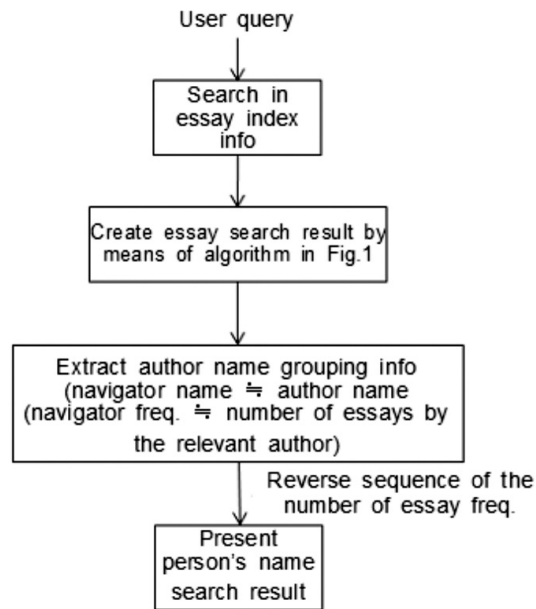 User query
Search in
essay index
info
Create essay search result by
means of algorithm in Fig.1
Extract author name grouping info
(navigator name ≒ author name
(navigator freq. ≒ number of essays by
the relevant author)
Reverse sequence of the
number of essay freq.
Present
person's name
search result